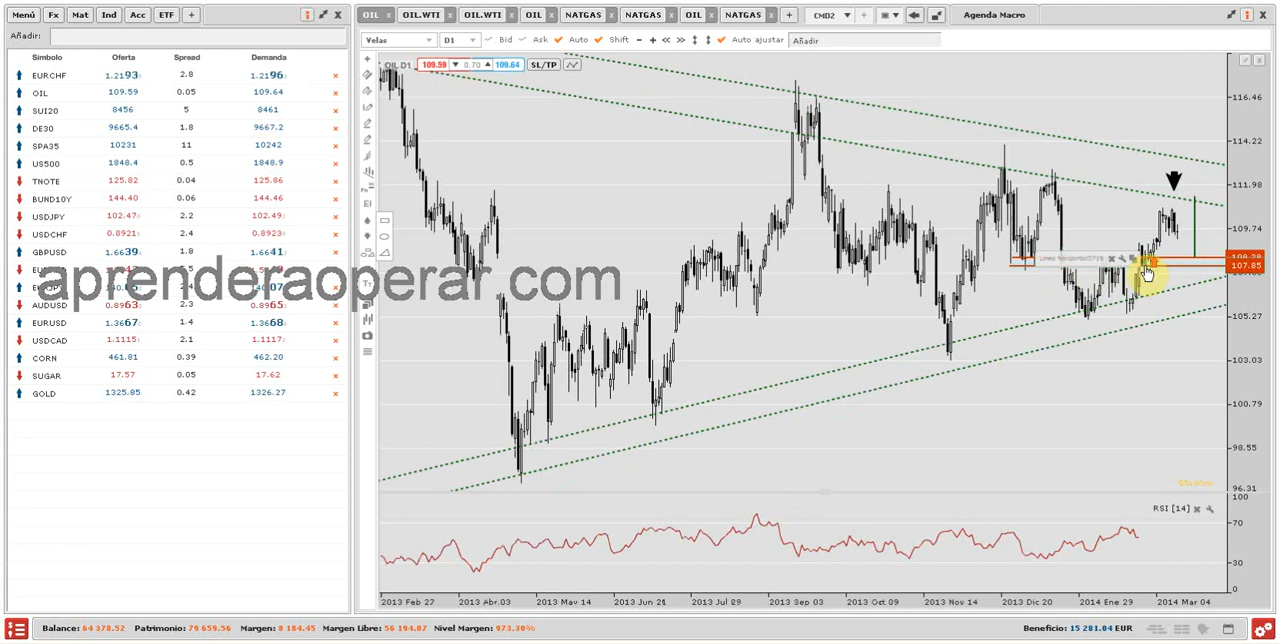 Menú Fx Mat Ind Acc ETF +
OIL OIL.WTI OIL.WTI OIL NATGAS NATGAS OIL NATGAS + CMD2 Agenda Macro
Añadir:
Velas D1 Bid Ask Auto Shift Auto ajustar Añadir
Símbolo Oferta Spread Demanda
EURCHF 1.2193 2.8 1.2196
OIL 109.59 0.05 109.64
SUI20 8456 5 8461
DE30 9665.4 1.8 9667.2
SPA35 10231 11 10242
US500 1848.4 0.5 1848.9
TNOTE 125.82 0.04 125.86
BUND10Y 144.40 0.06 144.46
USDJPY 102.47 2.2 102.49
USDCHF 0.8921 2.4 0.8923
GBPUSD 1.6639 1.8 1.6641
aprenderaoperar.com
AUDUSD 0.8963 2.3 0.8965
EURUSD 1.3667 1.4 1.3668
USDCAD 1.1115 2.1 1.1117
CORN 461.81 0.39 462.20
SUGAR 17.57 0.05 17.62
GOLD 1325.85 0.42 1326.27
OIL D1 109.59 0.70 109.64 SL/TP
116.46
114.22
111.98
109.74
107.85
105.27
103.03
100.79
98.55
96.31
RSI [14]
100
70
30
0
2013 Feb 27 2013 Abr.03 2013 May 14 2013 Jun 21 2013 Sep 03 2013 Oct 09 2013 Nov 14 2013 Dic 20 2014 Ene 29 2014 Mar 04
Balance: 64 378.52 Patrimonio: 79 659.56 Margen: 8 184.45 Margen Libre: 56 194.07 Nivel Margen: 973.30% Beneficio: 15 281.04 EUR